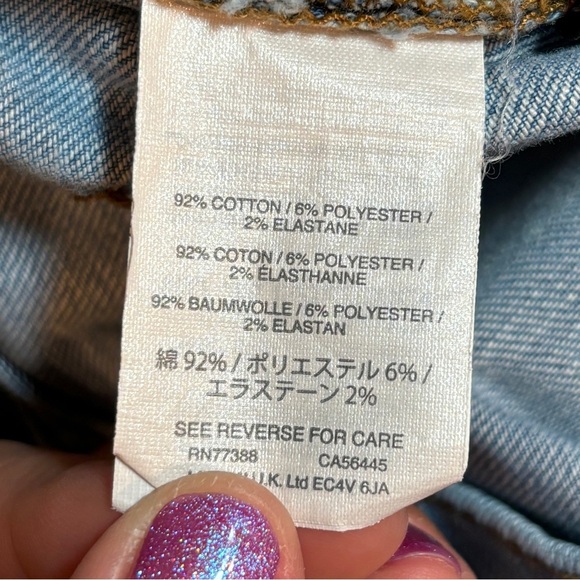 92% COTTON / 6% POLYESTER /
2% ELASTANE
92% COTON / 6% POLYESTER /
2% ÉLASTHANNE
92% BAUMWOLLE / 6% POLYESTER /
2% ELASTAN
綿 92% / ポリエステル 6% /
エラステーン 2%
SEE REVERSE FOR CARE
RN77388 CA56445
U.K. Ltd EC4V 6JA